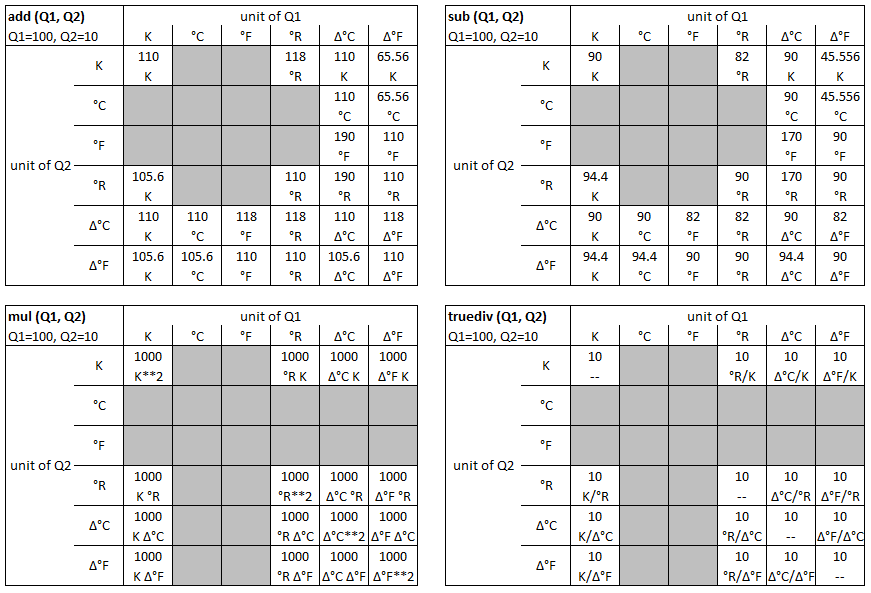 add (Q1, Q2) unit of Q1
Q1=100, Q2=10 K °C °F °R Δ°C Δ°F
K 110 K 118 °R 110 K 65.56 K
°C 110 °C 65.56 °C
°F 190 °F 110 °F
unit of Q2
°R 105.6 K 110 °R 190 °R 110 °R
Δ°C 110 K 110 °C 118 °F 118 °R 110 Δ°C 118 Δ°F
Δ°F 105.6 K 105.6 °C 110 °F 110 °R 105.6 Δ°C 110 Δ°F
sub (Q1, Q2) unit of Q1
Q1=100, Q2=10 K °C °F °R Δ°C Δ°F
K 90 K 82 °R 90 K 45.556 K
°C 90 °C 45.556 °C
°F 170 °F 90 °F
unit of Q2
°R 94.4 K 90 °R 170 °R 90 °R
Δ°C 90 K 90 °C 82 °F 82 °R 90 Δ°C 82 Δ°F
Δ°F 94.4 K 94.4 °C 90 °F 90 °R 94.4 Δ°C 90 Δ°F
mul (Q1, Q2) unit of Q1
Q1=100, Q2=10 K °C °F °R Δ°C Δ°F
K 1000 K**2 1000 °R K 1000 Δ°C K 1000 Δ°F K
°C
°F
unit of Q2
°R 1000 K °R 1000 °R**2 1000 Δ°C °R 1000 Δ°F °R
Δ°C 1000 K Δ°C 1000 °R Δ°C 1000 Δ°C**2 1000 Δ°F Δ°C
Δ°F 1000 K Δ°F 1000 °R Δ°F 1000 Δ°C Δ°F 1000 Δ°F**2
truediv (Q1, Q2) unit of Q1
Q1=100, Q2=10 K °C °F °R Δ°C Δ°F
K 10 -- 10 °R/K 10 Δ°C/K 10 Δ°F/K
°C
°F
unit of Q2
°R 10 K/°R 10 -- 10 Δ°C/°R 10 Δ°F/°R
Δ°C 10 K/Δ°C 10 °R/Δ°C 10 -- 10 Δ°F/Δ°C
Δ°F 10 K/Δ°F 10 °R/Δ°F 10 Δ°C/Δ°F 10 --